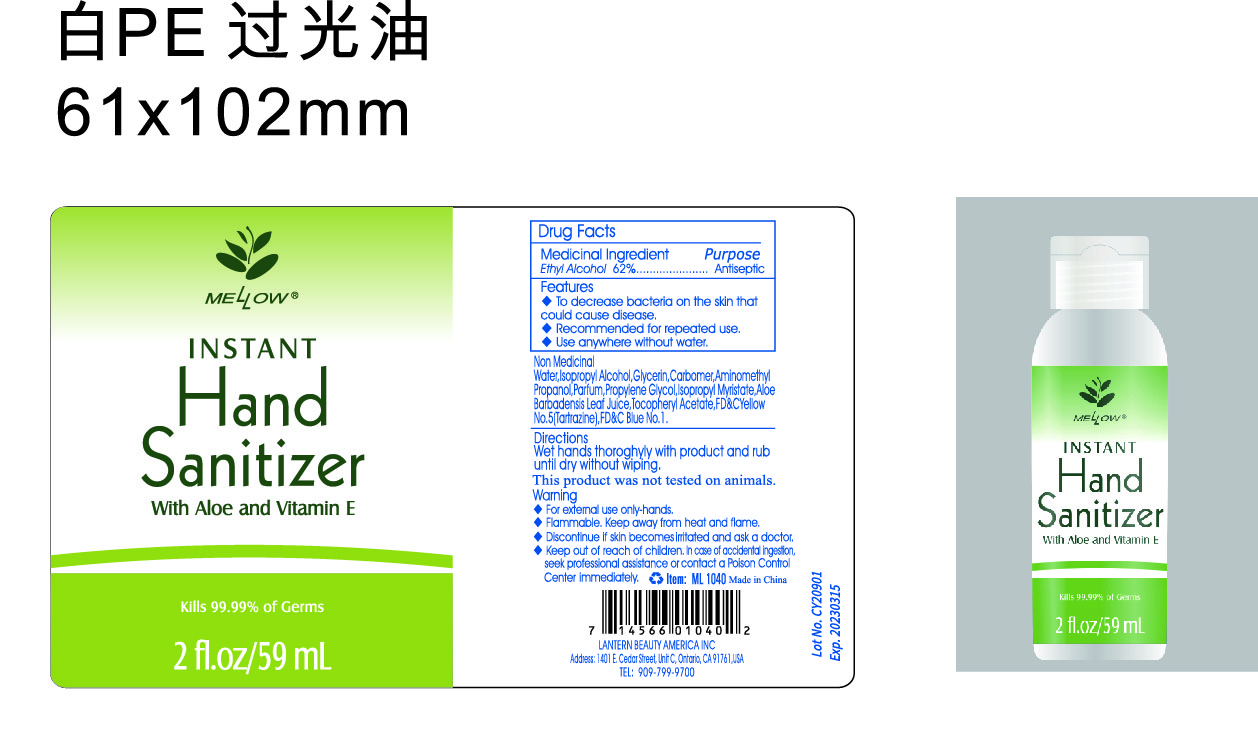 白PE 过光油
61x102mm
MELLOW®
INSTANT
Hand
Sanitizer
With Aloe and Vitamin E
Kills 99.99% of Germs
2 fl.oz/59 mL
Drug Facts
Medicinal Ingredient Purpose
Ethyl Alcohol 62%...................... Antiseptic
Features
◆ To decrease bacteria on the skin that
could cause disease.
◆ Recommended for repeated use.
◆ Use anywhere without water.
Non Medicinal
Water,Isopropyl Alcohol,Glycerin,Carbomer,Aminomethyl
Propanol,Parfum,Propylene Glycol,Isopropyl Myristate,Aloe
Barbadensis Leaf Juice,Tocopheryl Acetate,FD&CYellow
No.5(Tartrazine),FD&C Blue No.1.
Directions
Wet hands thoroghyly with product and rub
until dry without wiping.
This product was not tested on animals.
Warning
◆ For external use only-hands.
◆ Flammable. Keep away from heat and flame.
◆ Discontinue if skin becomes irritated and ask a doctor.
◆ Keep out of reach of children. In case of accidental ingestion,
seek professional assistance or contact a Poison Control
Center immediately. Item: ML 1040 Made in China
7 14566 01040 2
LANTERN BEAUTY AMERICA INC
Address: 1401 E. Cedar Street, Unit C, Ontario, CA 91761,USA
TEL: 909-799-9700
Lot No. CY20901
Exp. 20230315
MELLOW®
INSTANT
Hand
Sanitizer
With Aloe and Vitamin E
Kills 99.99% of Germs
2 fl.oz/59 mL